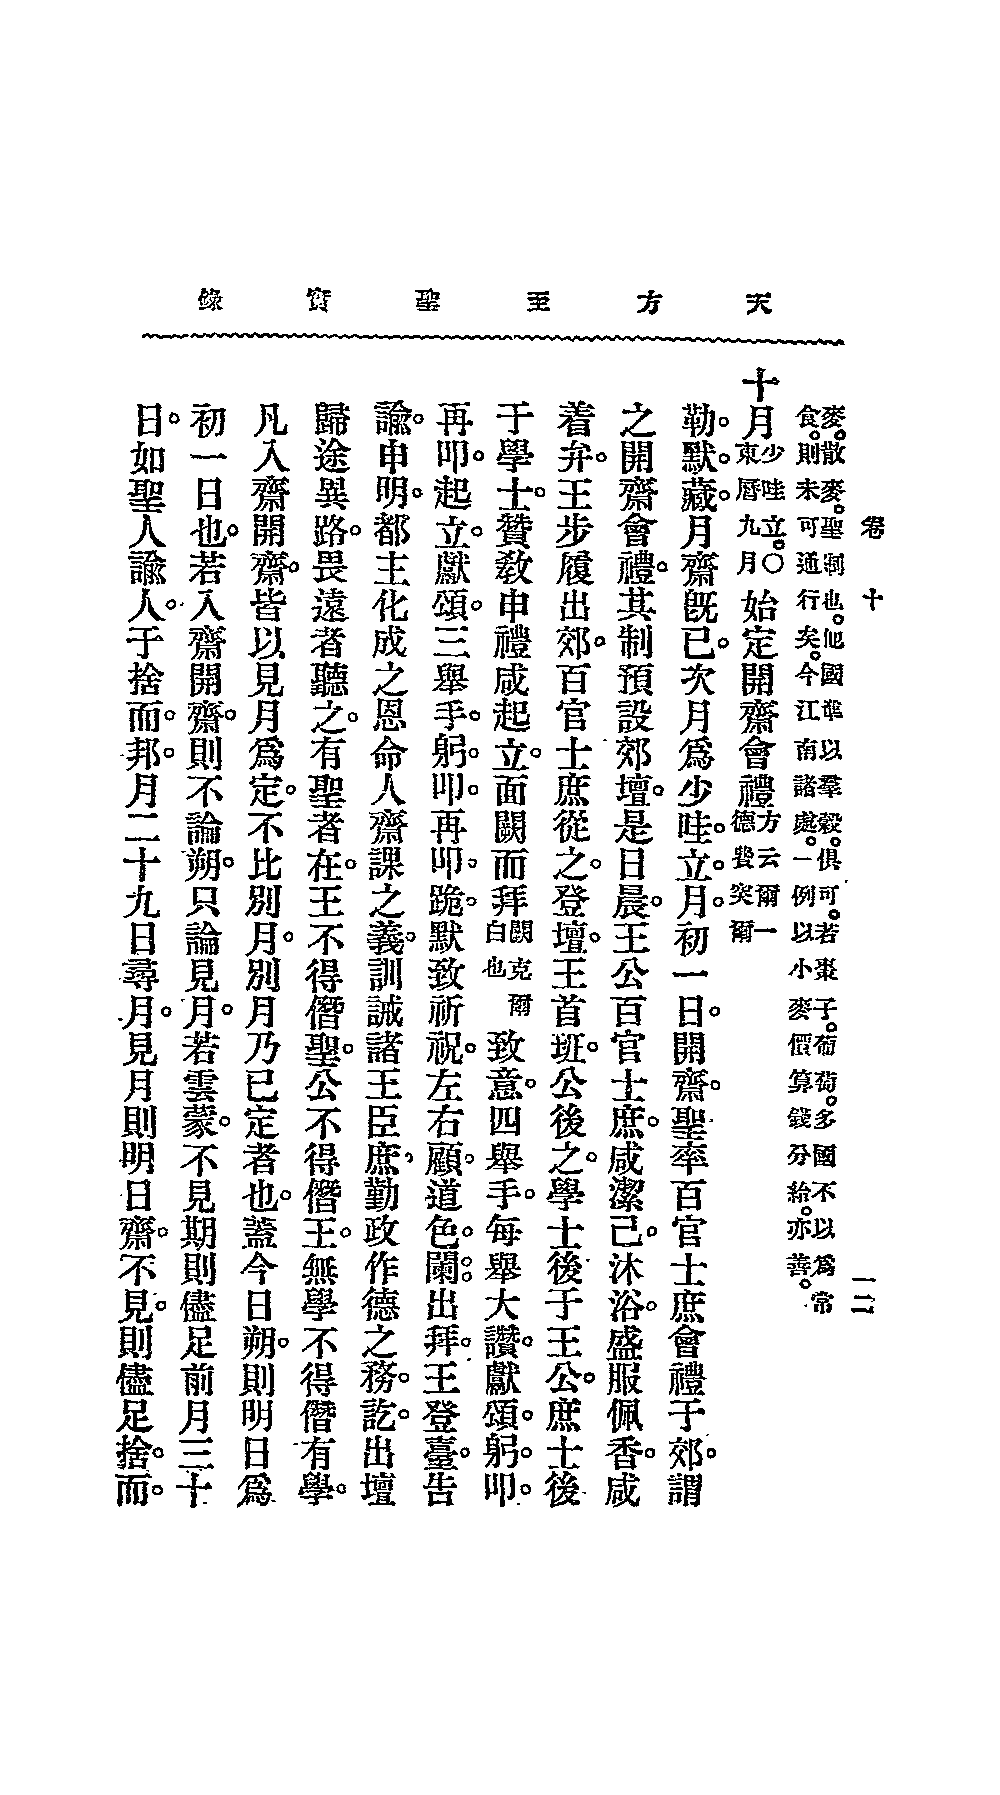 天方至聖實錄
卷十
一二
麥。散麥。聖制也。他國準以羣穀。俱可。若棗子。葡萄。多國不以爲常
食。則未可通行矣。今江南諸處。一例以小麥價算錢分給。亦善。
十月少哇立。〇東曆九月始定開齋會禮方云爾一德費突爾
勒。默。藏。月齋既已。次月爲少哇。立。月。初一日。開齋。聖率百官士庶會禮于郊。謂
之開齋會禮。其制預設郊壇。是日晨。王公百官士庶。咸潔己。沐浴。盛服佩香。咸
着弁。王步履出郊。百官士庶從之。登壇。王首班。公後之。學士後于王公。庶士後
于學士。贊教申禮咸起立。面闕而拜闕克爾白也致意。四舉手。每舉大讚。獻頌。躬。叩。
再叩。起立。獻頌。三舉手。躬。叩。再叩。跪。默致祈祝。左右顧。道色。闌。出拜。王登臺。告
諭。申明。都主化成之恩命人齋課之義。訓誡諸王臣庶。勤政作德之務。訖。出壇
歸途異路。畏遠者聽之。有聖者在。王不得僭聖。公不得僭王。無學不得僭有學。
凡入齋開齋。皆以見月爲定。不比別月。別月乃已定者也。蓋今日朔。則明日爲
初一日也。若入齋開齋。則不論朔。只論見月。若雲蒙。不見期則儘足前月三十
日。如聖人諭人。于捨而。邦。月二十九日尋月。見月則明日齋。不見。則儘足捨。而。